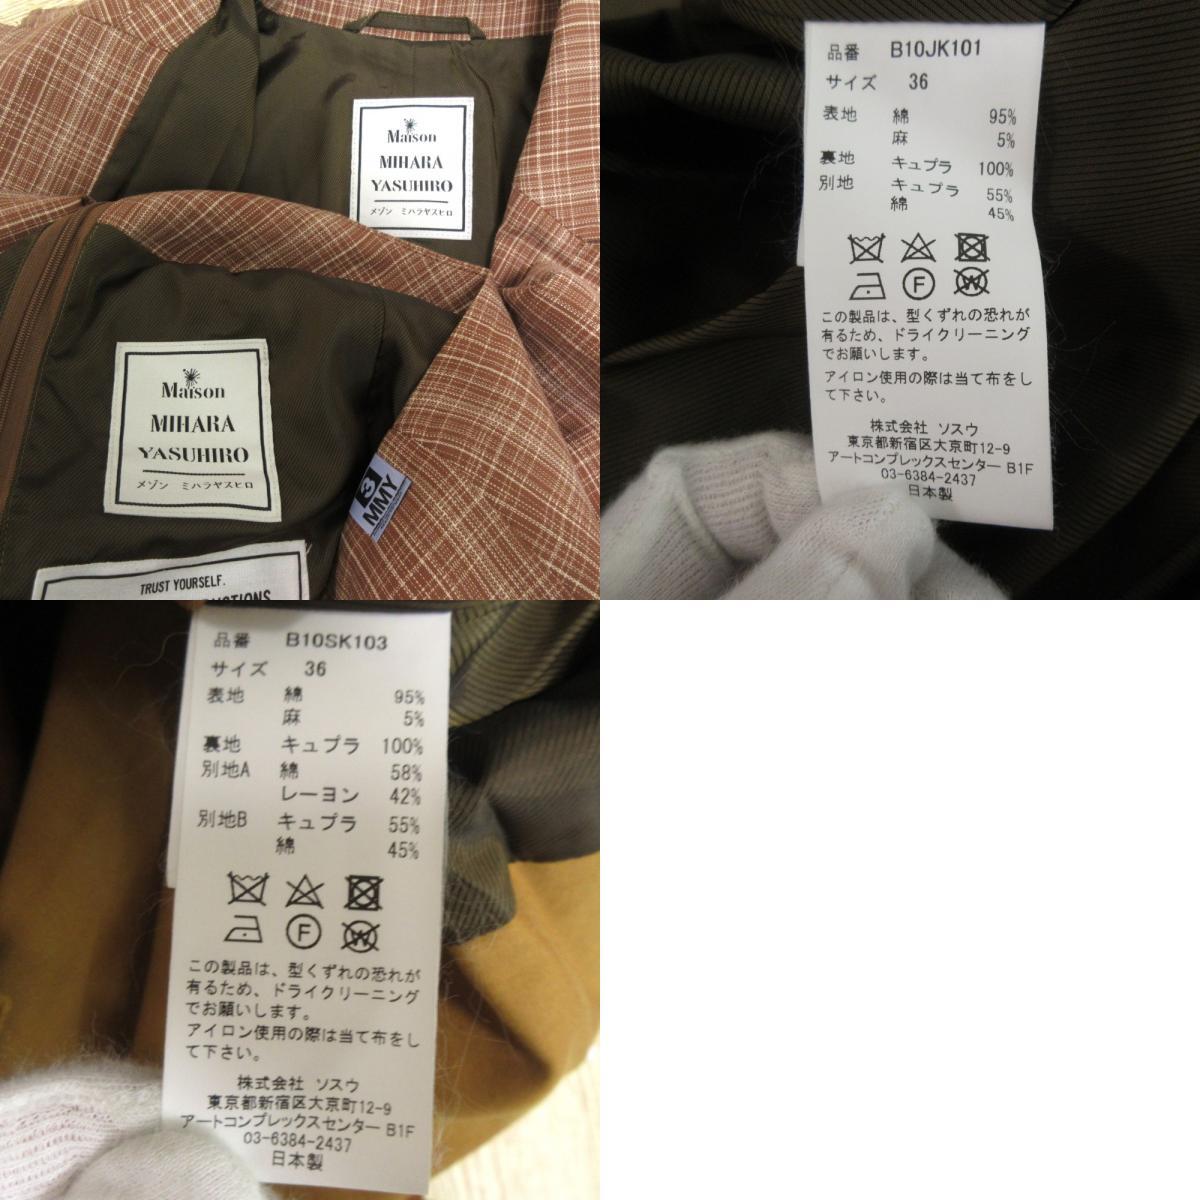 Maison
MIHARA
YASUHIRO
メゾン ミハラヤスヒロ
Maison
MIHARA
YASUHIRO
メゾン ミハラヤスヒロ
3
MMY
TRUST YOURSELF.
品番 B10JK101
サイズ 36
表地 綿 95%
麻 5%
裏地 キュプラ 100%
別地 キュプラ 55%
綿 45%
F
W
この製品は、型くずれの恐れが
有るため、ドライクリーニング
でお願いします。
アイロン使用の際は当て布をし
て下さい。
株式会社 ソスウ
東京都新宿区大京町12-9
アートコンプレックスセンター B1F
03-6384-2437
日本製
品番 B10SK103
サイズ 36
表地 綿 95%
麻 5%
裏地 キュプラ 100%
別地A 綿 58%
レーヨン 42%
別地B キュプラ 55%
綿 45%
F
W
この製品は、型くずれの恐れが
有るため、ドライクリーニング
でお願いします。
アイロン使用の際は当て布をし
て下さい。
株式会社 ソスウ
東京都新宿区大京町12-9
アートコンプレックスセンター B1F
03-6384-2437
日本製